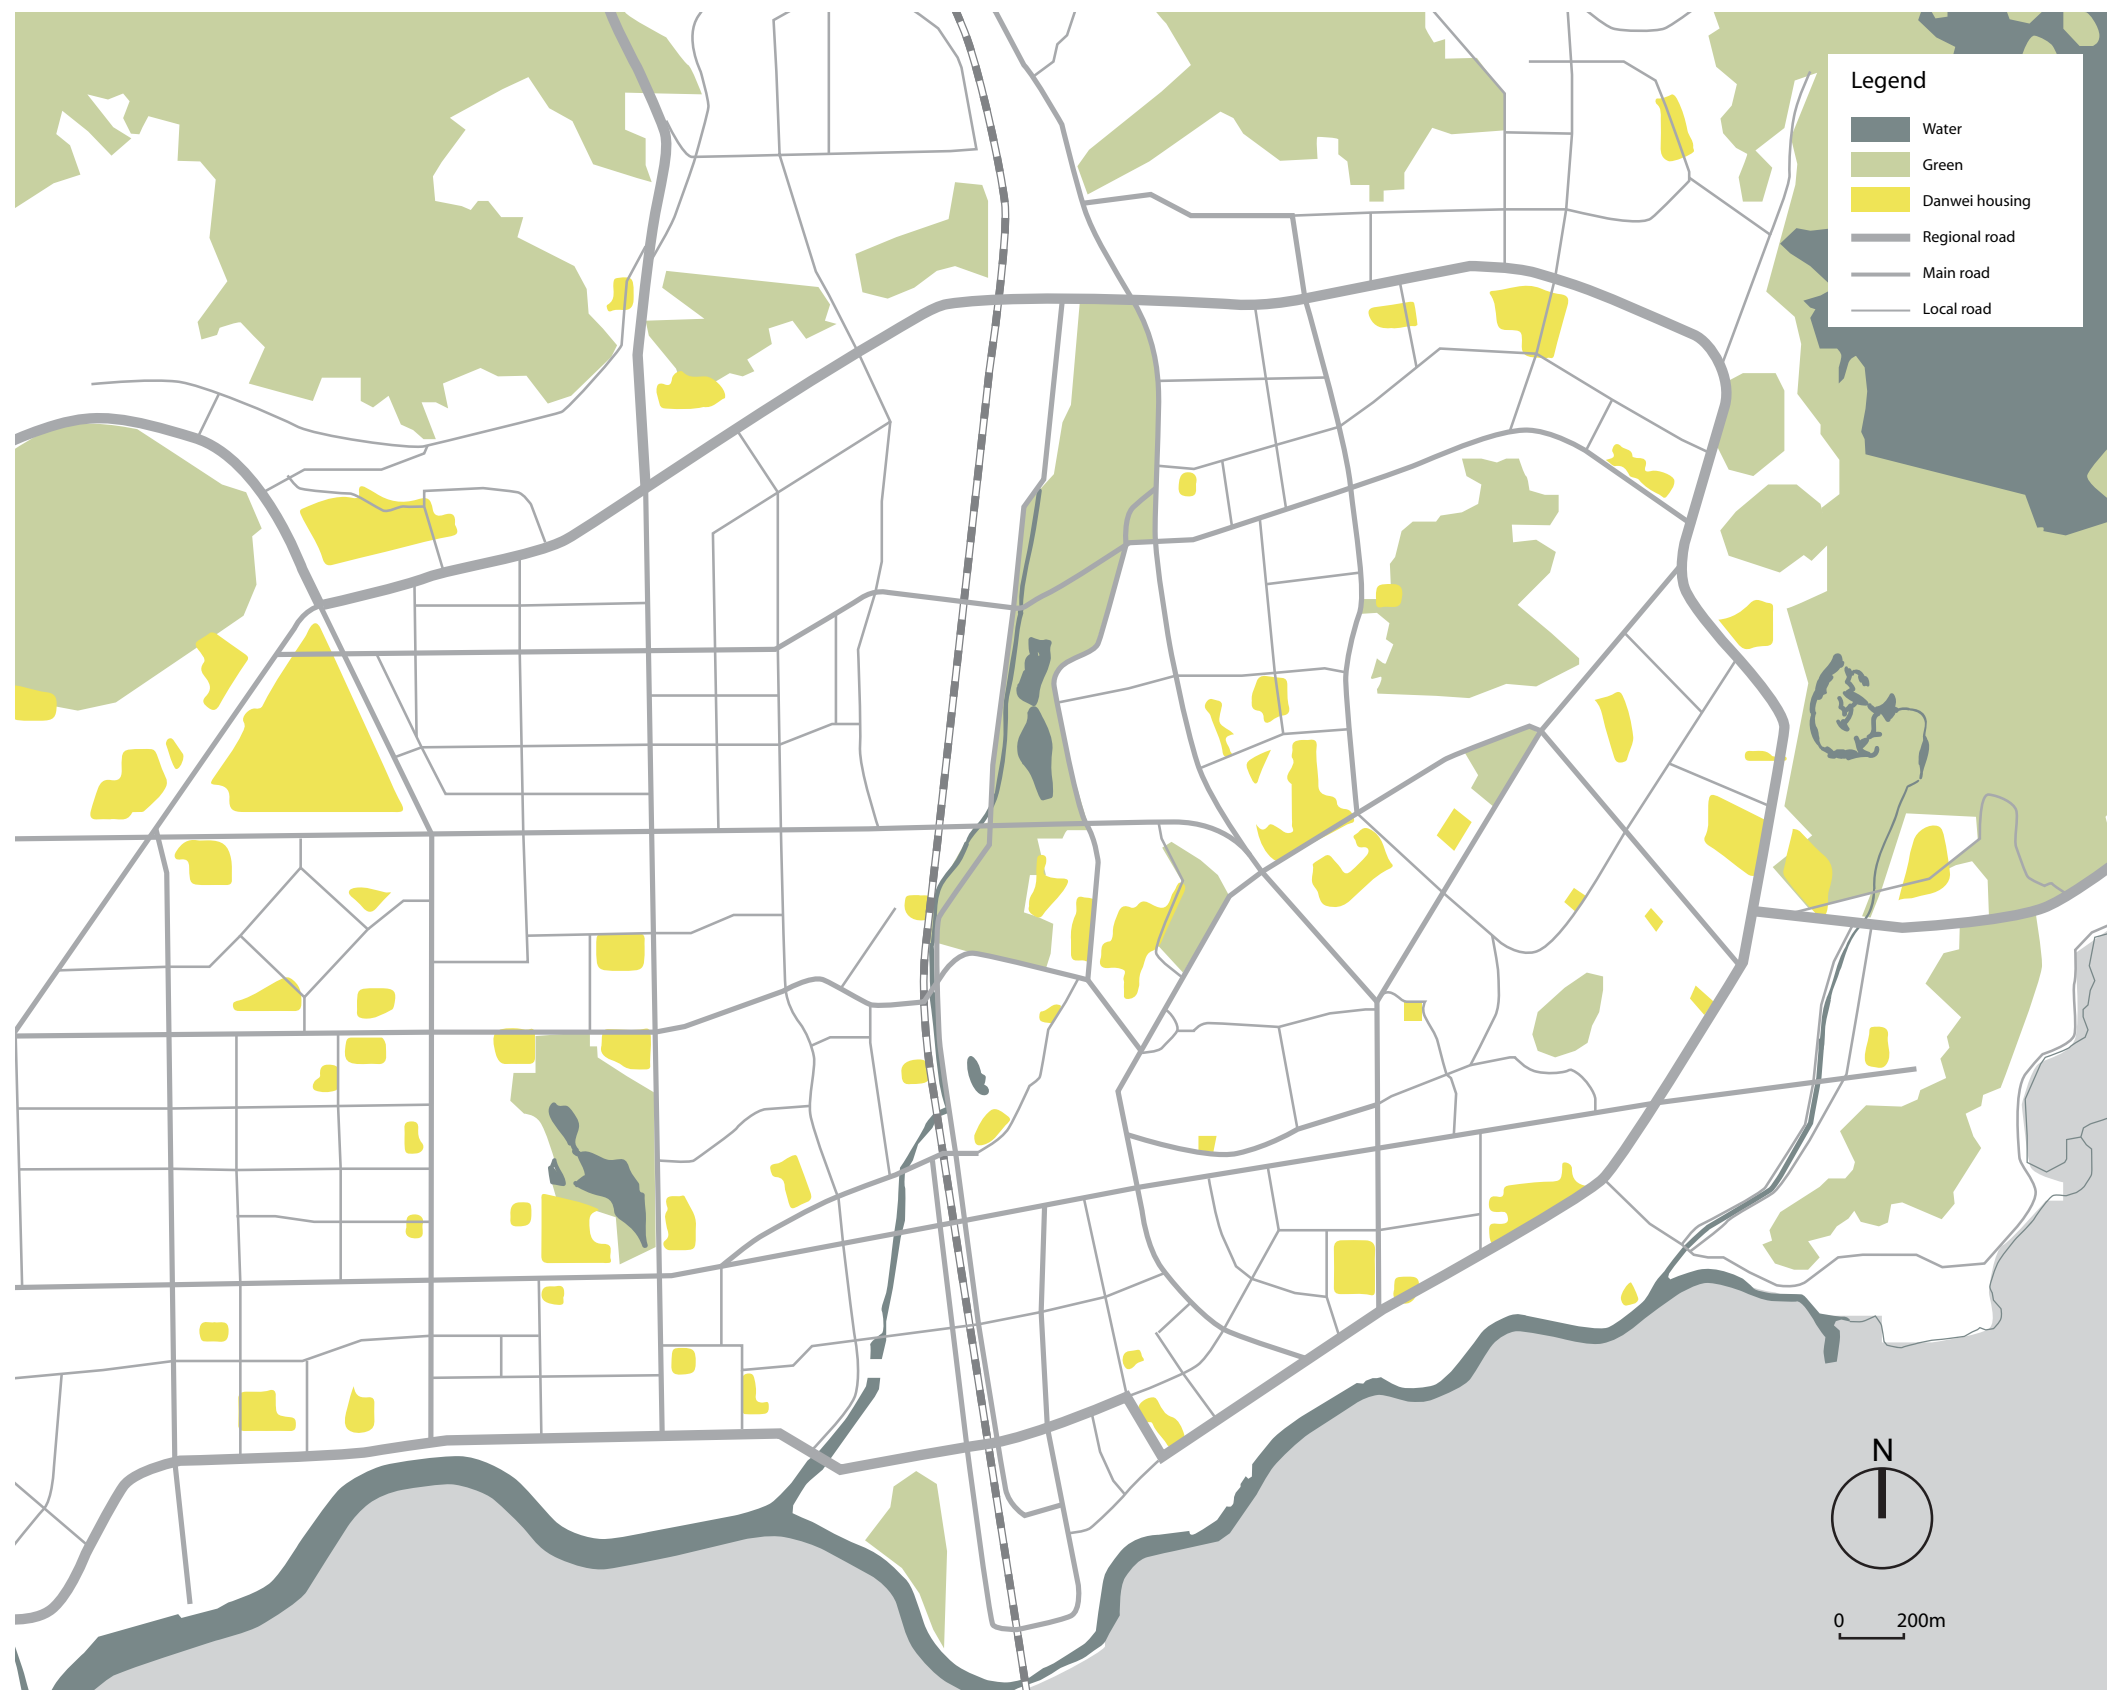 Legend
Water
Green
Danwei housing
Regional road
Main road
Local road
N
0 200m